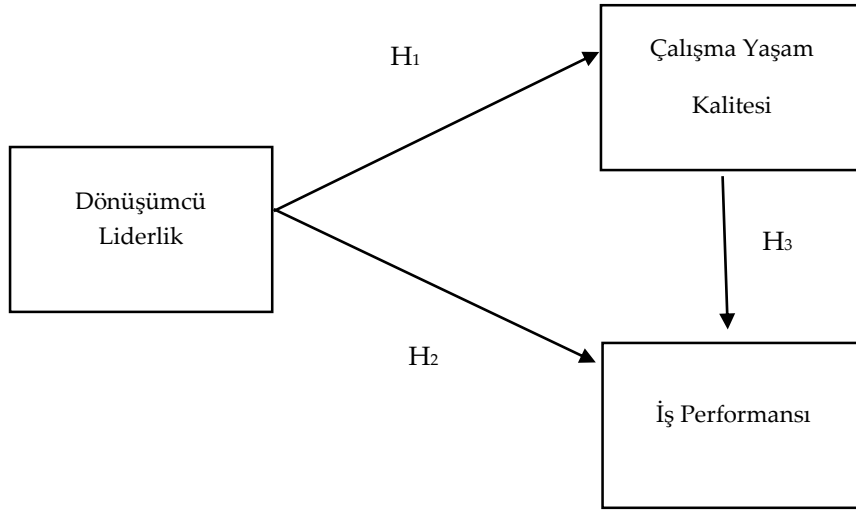 H₁
Çalışma Yaşam
Kalitesi
Dönüşümcü
Liderlik
H₃
H₂
İş Performansı